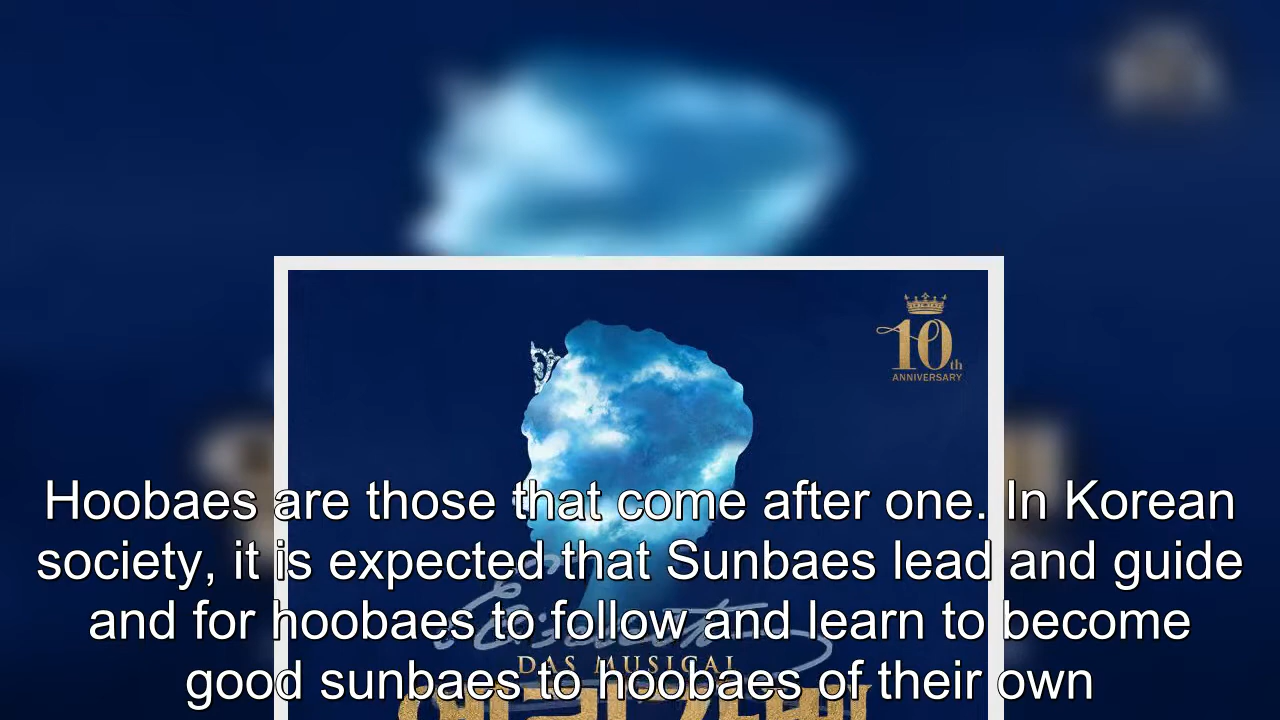 10th
ANNIVERSARY
Hoobaes are those that come after one. In Korean
society, it is expected that Sunbaes lead and guide
and for hoobaes to follow and learn to become
Elisabeth
DAS MUSICAL
good sunbaes to hoobaes of their own